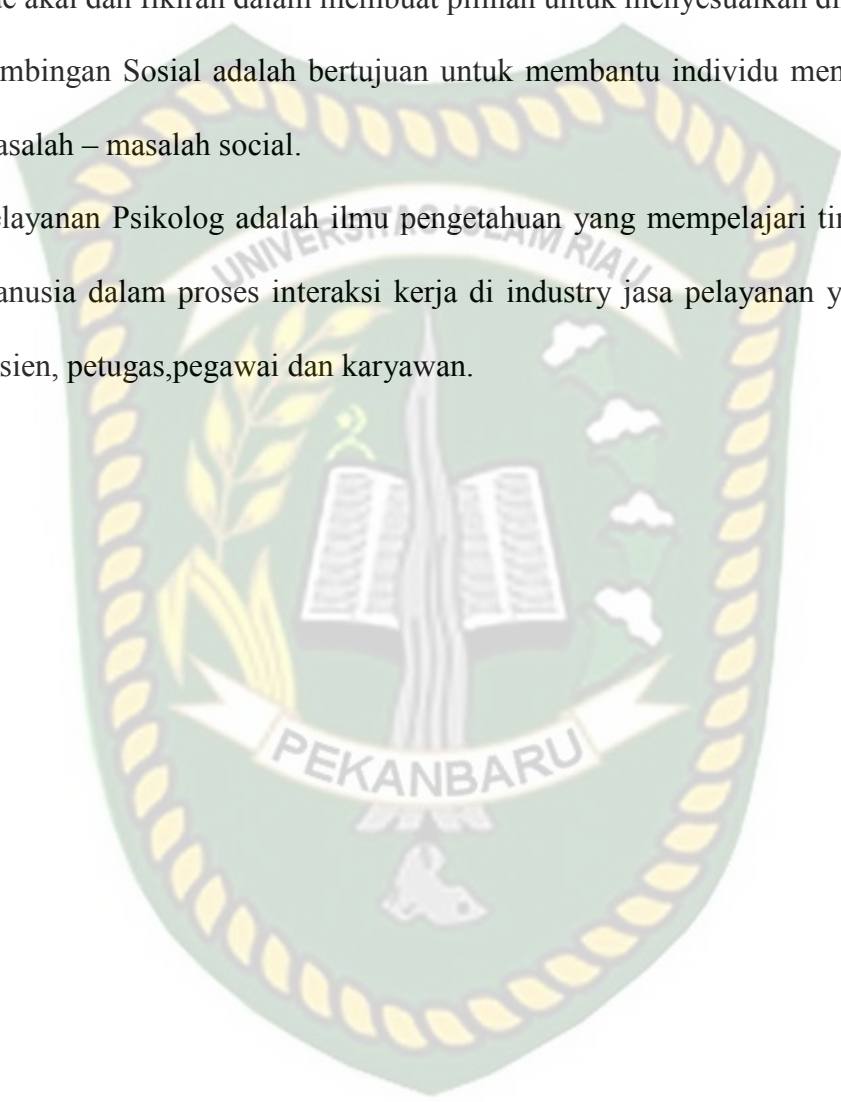 akal dan fikiran dalam membuat pilihan untuk menyesuaikan
mbingan Sosial adalah bertujuan untuk membantu individu men
asalah – masalah social.
elayanan Psikolog adalah ilmu pengetahuan yang mempelajari tin
UNIVERSITAS ISLAM RIAU
anusia dalam proses interaksi kerja di industry jasa pelayanan y
sien, petugas,pegawai dan karyawan.
PEKANBARU